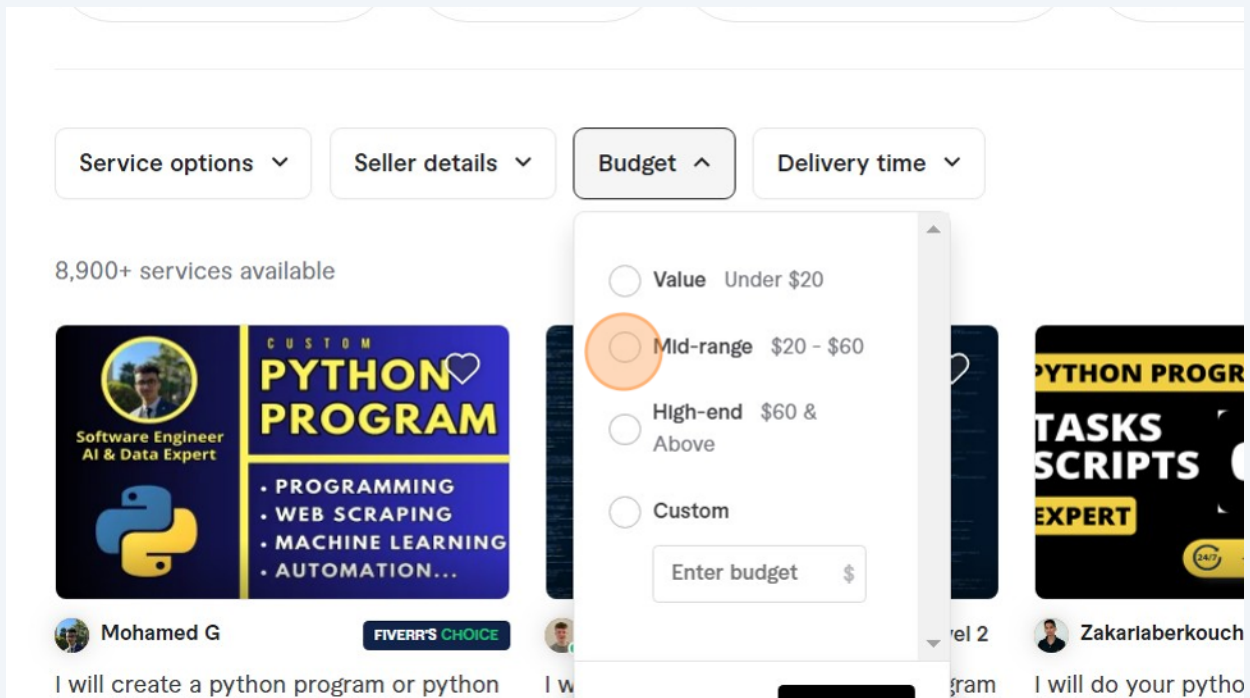 Service options
Seller details
Budget
Delivery time
8,900+ services available
Value Under $20
Mid-range $20 - $60
High-end $60 &
Above
Custom
Enter budget $
CUSTOM
PYTHON
PROGRAM
Software Engineer
AI & Data Expert
• PROGRAMMING
• WEB SCRAPING
• MACHINE LEARNING
• AUTOMATION...
PYTHON PROGR
TASKS
SCRIPTS
EXPERT
24/7
Mohamed G
FIVERR'S CHOICE
vel 2
Zakariaberkouch
I will create a python program or python
I w
gram
I will do your pytho